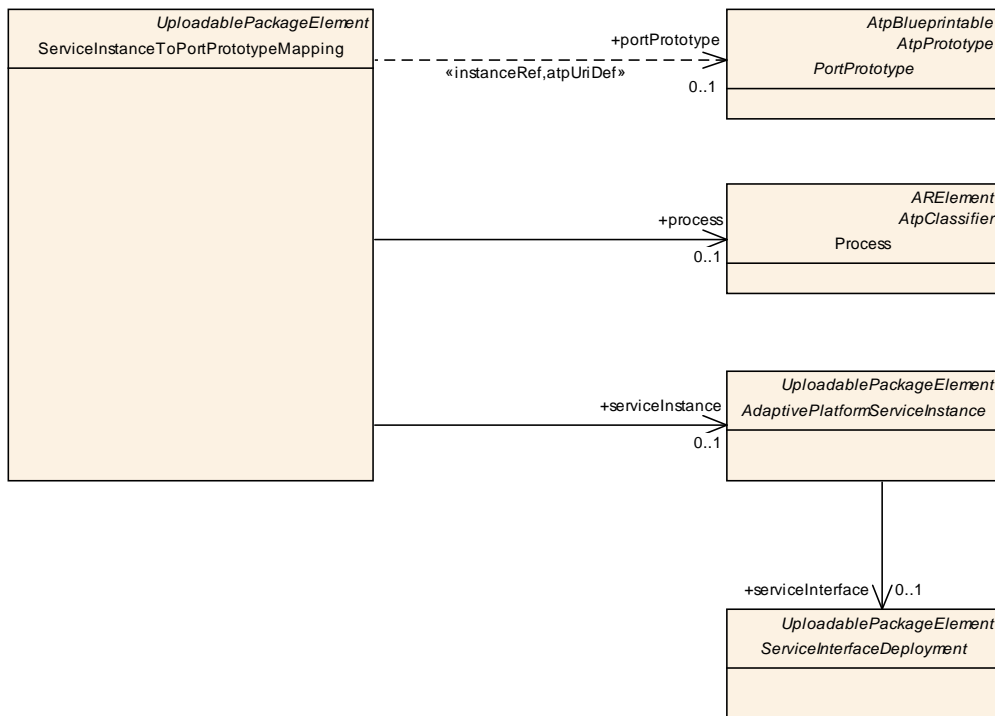 UploadablePackageElement
ServiceInstanceToPortPrototypeMapping
+portPrototype
«instanceRef,atpUriDef»
0..1
AtpBlueprintable
AtpPrototype
PortPrototype
+process
0..1
ARElement
AtpClassifier
Process
+serviceInstance
0..1
UploadablePackageElement
AdaptivePlatformServiceInstance
+serviceInterface
0..1
UploadablePackageElement
ServiceInterfaceDeployment